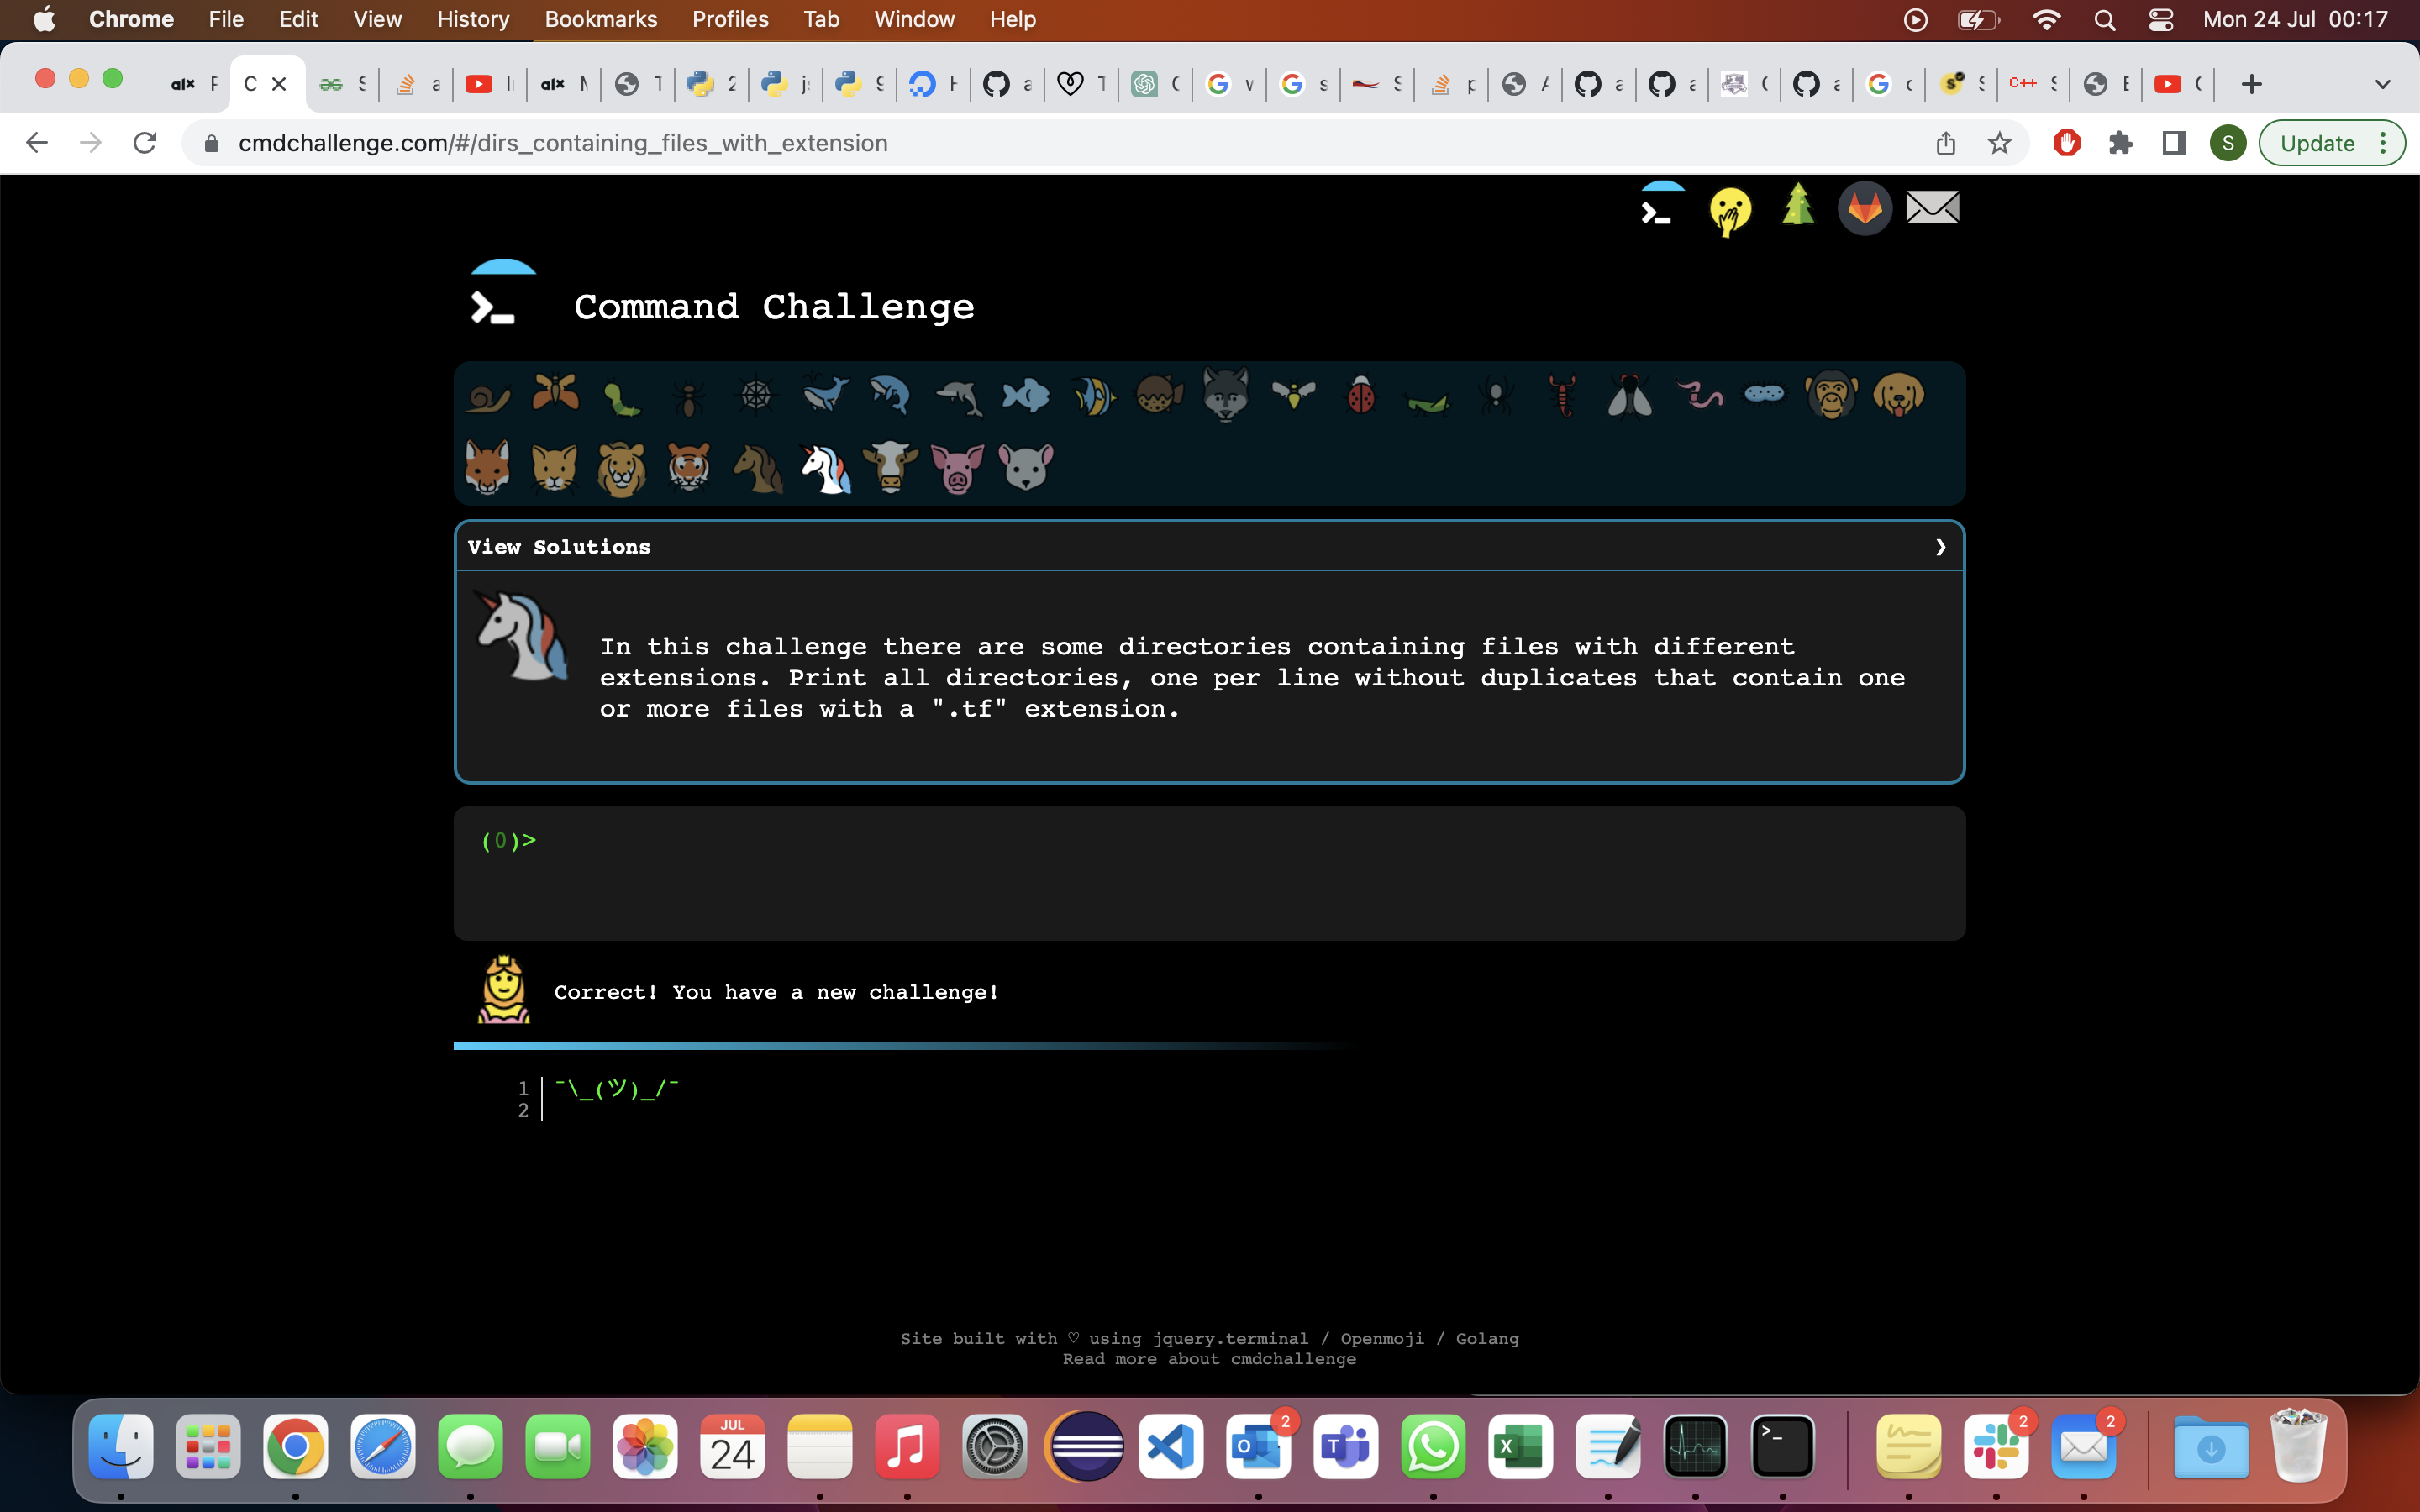 Chrome File Edit View History Bookmarks Profiles Tab Window Help Mon 24 Jul 00:17
alx F C S a I alx N T 2 j S H a T C v s S p A a a C a c S C++ S E C
cmdchallenge.com/#/dirs_containing_files_with_extension S Update
Command Challenge
View Solutions
In this challenge there are some directories containing files with different
extensions. Print all directories, one per line without duplicates that contain one
or more files with a ".tf" extension.
(0)>
Correct! You have a new challenge!
1 ¯\_(ツ)_/¯
2
Site built with ♡ using jquery.terminal / Openmoji / Golang
Read more about cmdchallenge
JUL 2 2 2
24